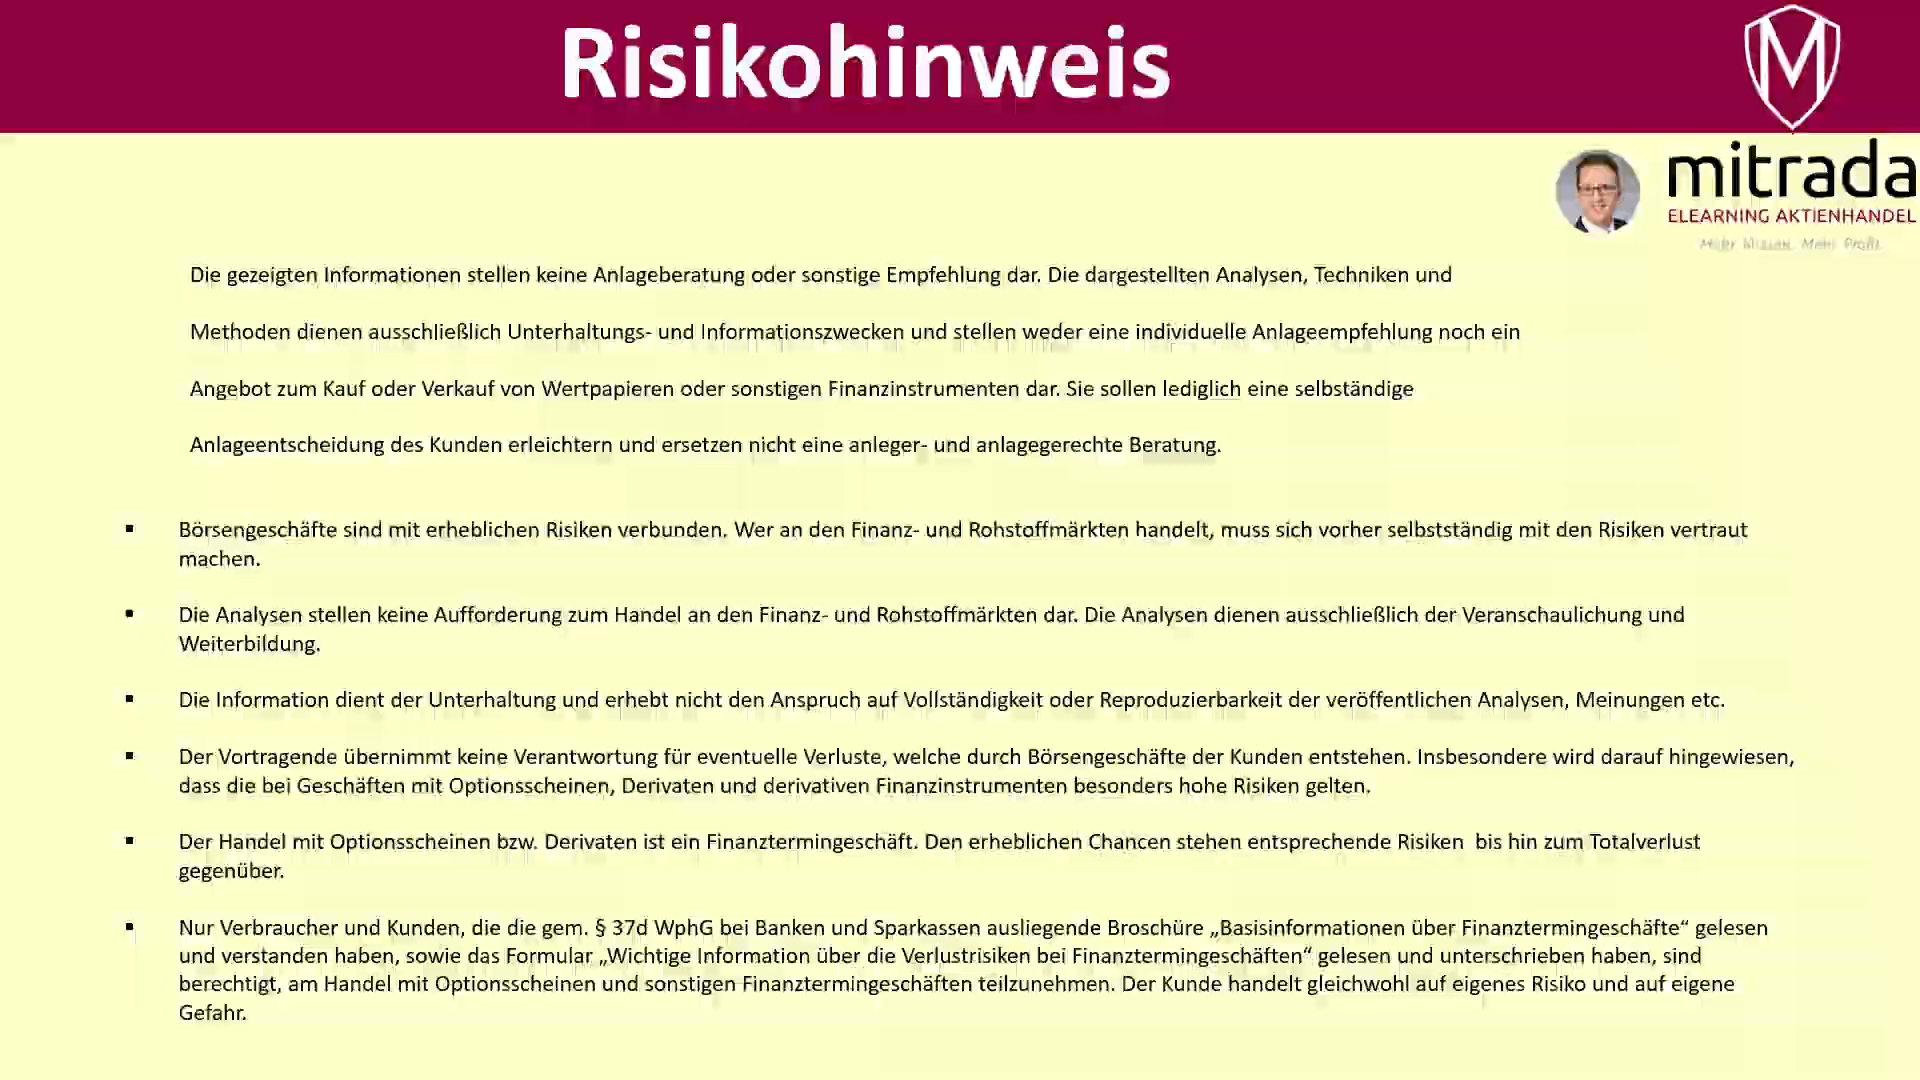 Risikohinweis
M
mitrada
ELEARNING AKTIENHANDEL
Mehr Wissen. Mehr Profit.
Die gezeigten Informationen stellen keine Anlageberatung oder sonstige Empfehlung dar. Die dargestellten Analysen, Techniken und
Methoden dienen ausschließlich Unterhaltungs- und Informationszwecken und stellen weder eine individuelle Anlageempfehlung noch ein
Angebot zum Kauf oder Verkauf von Wertpapieren oder sonstigen Finanzinstrumenten dar. Sie sollen lediglich eine selbständige
Anlageentscheidung des Kunden erleichtern und ersetzen nicht eine anleger- und anlagegerechte Beratung.
▪ Börsengeschäfte sind mit erheblichen Risiken verbunden. Wer an den Finanz- und Rohstoffmärkten handelt, muss sich vorher selbstständig mit den Risiken vertraut
machen.
▪ Die Analysen stellen keine Aufforderung zum Handel an den Finanz- und Rohstoffmärkten dar. Die Analysen dienen ausschließlich der Veranschaulichung und
Weiterbildung.
▪ Die Information dient der Unterhaltung und erhebt nicht den Anspruch auf Vollständigkeit oder Reproduzierbarkeit der veröffentlichen Analysen, Meinungen etc.
▪ Der Vortragende übernimmt keine Verantwortung für eventuelle Verluste, welche durch Börsengeschäfte der Kunden entstehen. Insbesondere wird darauf hingewiesen,
dass die bei Geschäften mit Optionsscheinen, Derivaten und derivativen Finanzinstrumenten besonders hohe Risiken gelten.
▪ Der Handel mit Optionsscheinen bzw. Derivaten ist ein Finanztermingeschäft. Den erheblichen Chancen stehen entsprechende Risiken  bis hin zum Totalverlust
gegenüber.
▪ Nur Verbraucher und Kunden, die die gem. § 37d WphG bei Banken und Sparkassen ausliegende Broschüre „Basisinformationen über Finanztermingeschäfte“ gelesen
und verstanden haben, sowie das Formular „Wichtige Information über die Verlustrisiken bei Finanztermingeschäften“ gelesen und unterschrieben haben, sind
berechtigt, am Handel mit Optionsscheinen und sonstigen Finanztermingeschäften teilzunehmen. Der Kunde handelt gleichwohl auf eigenes Risiko und auf eigene
Gefahr.